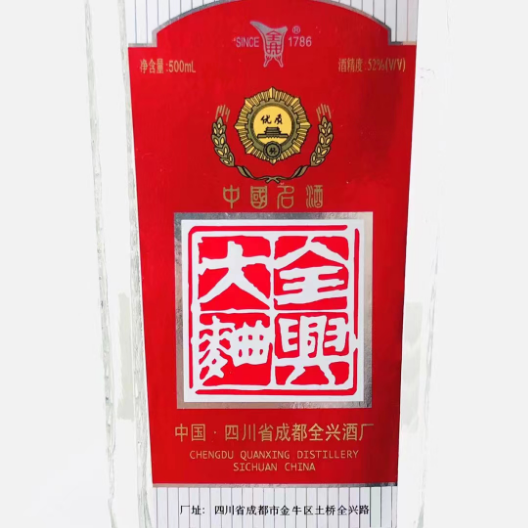 SINCE 1786
®
净含量:500mL 酒精度:52%(V/V)
优质
中國名酒
全興
大麯
中国·四川省成都全兴酒厂
CHENGDU QUANXING DISTILLERY
SICHUAN CHINA
厂址: 四川省成都市金牛区土桥全兴路